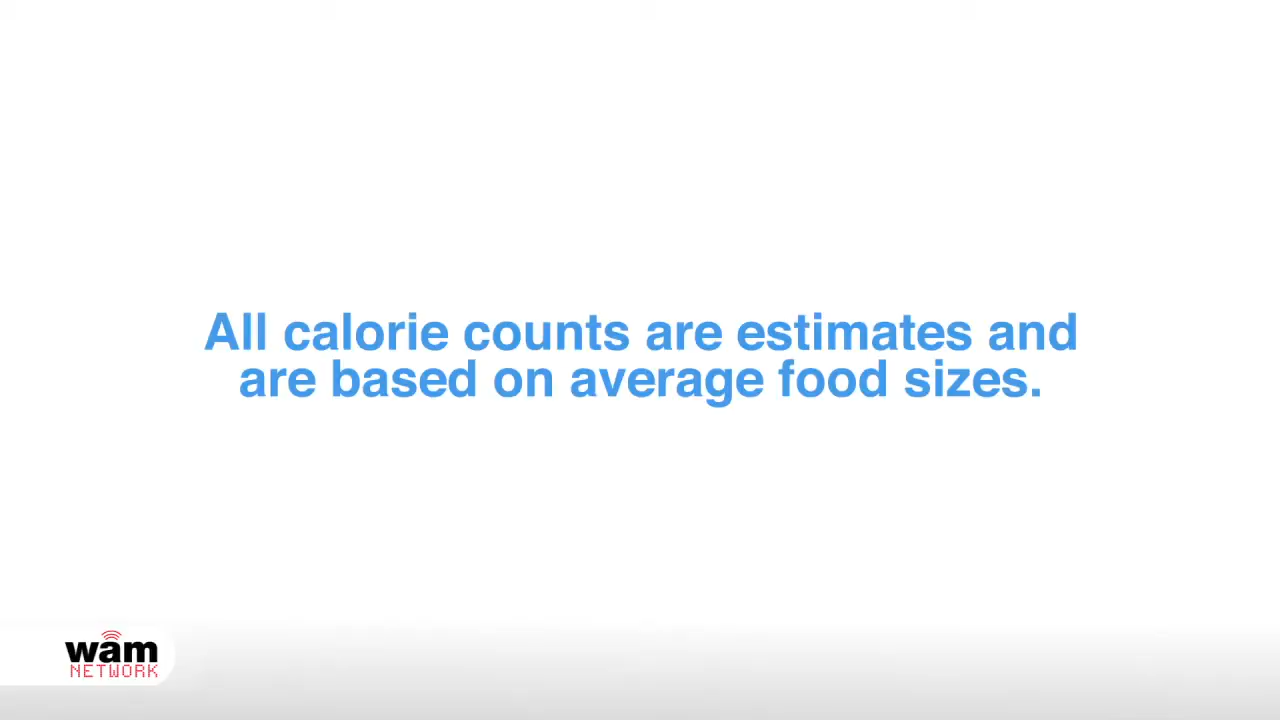 All calorie counts are estimates and
are based on average food sizes.
wam
NETWORK